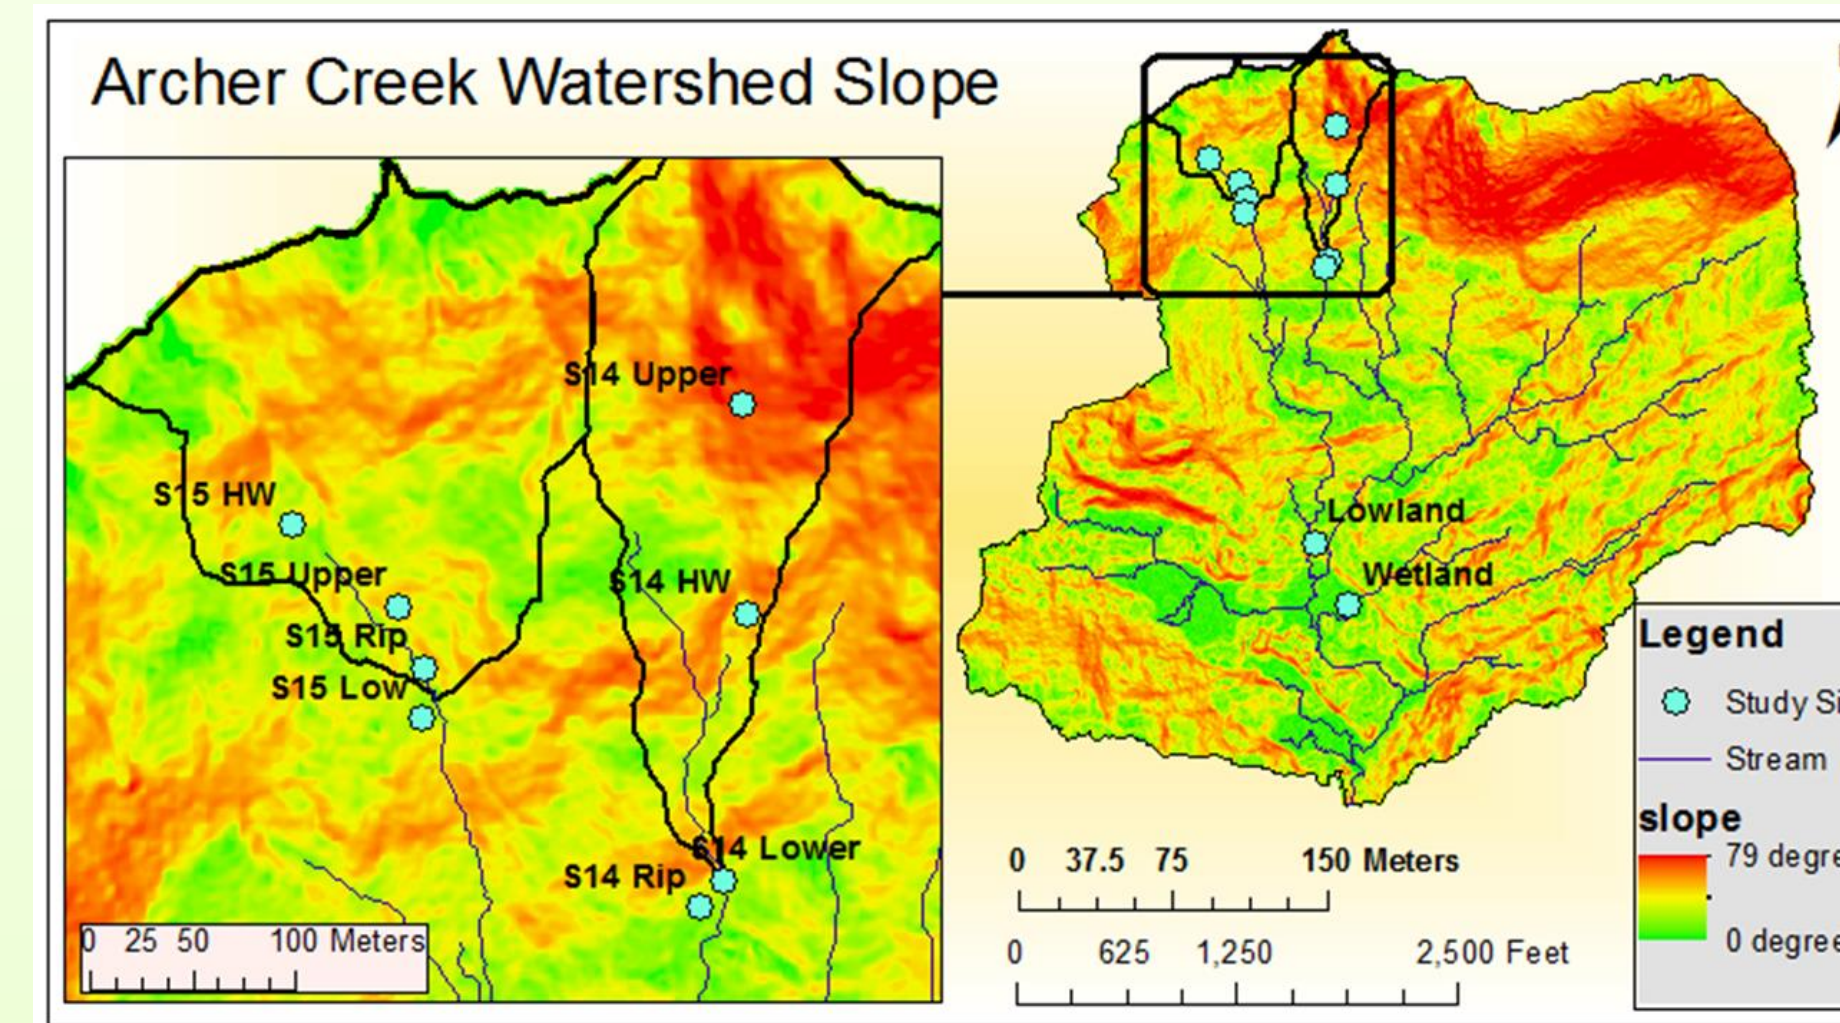 Archer Creek Watershed Slope
S14 Upper
S15 HW
S15 Upper
S14 HW
S15 Rip
S15 Low
S14 Lower
S14 Rip
0 25 50 100 Meters
Lowland
Wetland
0 37.5 75 150 Meters
0 625 1,250 2,500 Feet
Legend
Study Si
Stream
slope
79 degre
0 degree